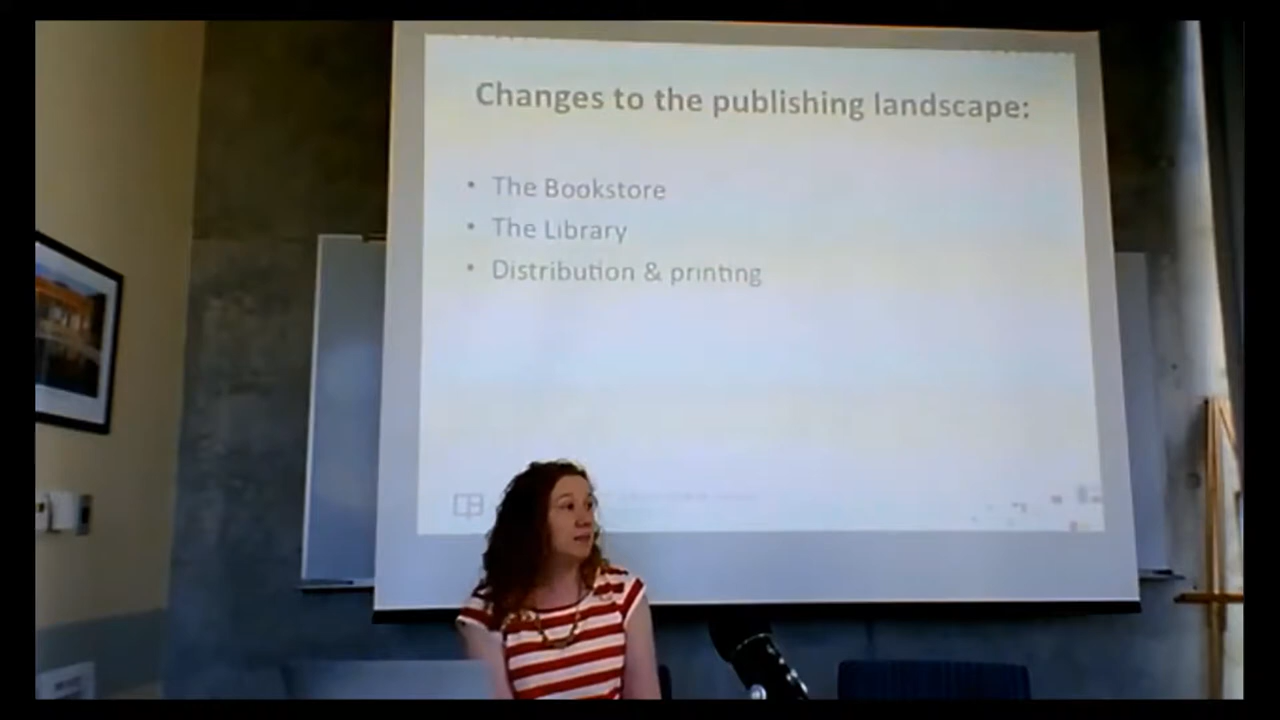 Changes to the publishing landscape:
• The Bookstore
• The Library
• Distribution & printing